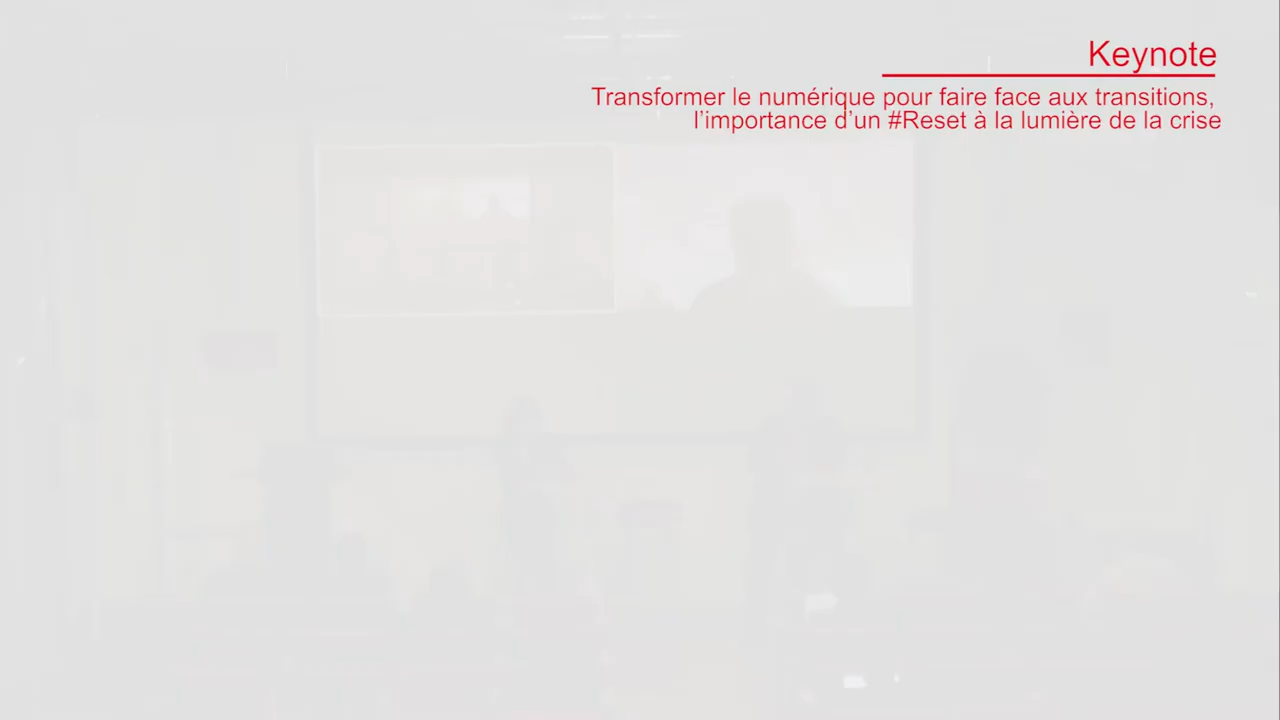 Keynote
Transformer le numérique pour faire face aux transitions,
l'importance d'un #Reset à la lumière de la crise